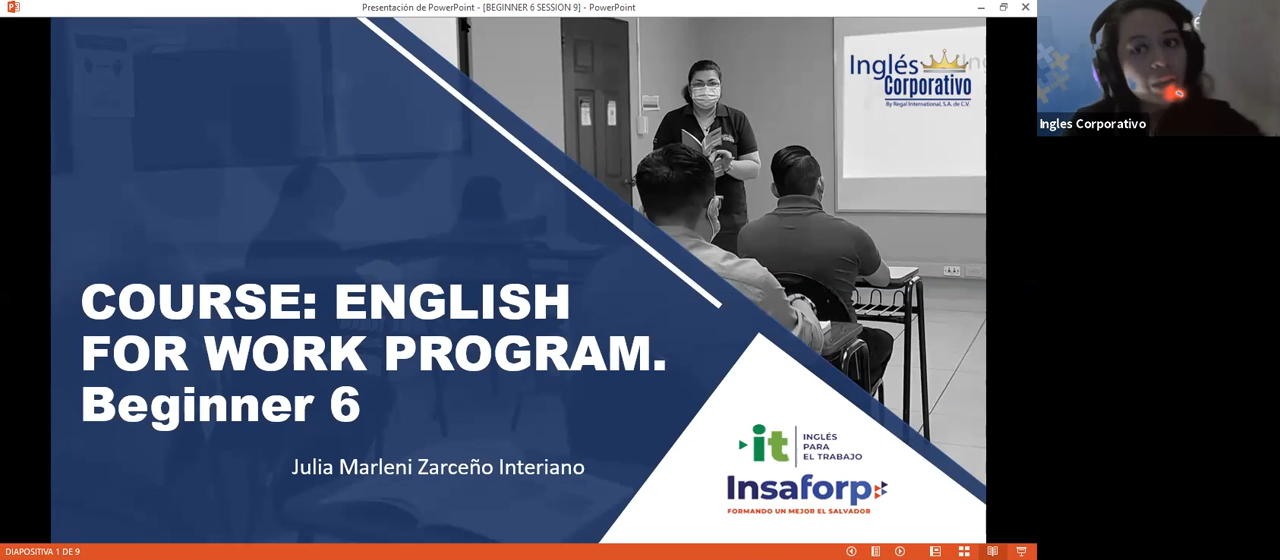 Presentación de PowerPoint - [BEGINNER 6 SESSION 9] - PowerPoint
Inglés
Corporativo
By Regal International, S.A. de C.V.
Ingles Corporativo
COURSE: ENGLISH
FOR WORK PROGRAM.
Beginner 6
Julia Marleni Zarceño Interiano
it
INGLÉS
PARA
EL TRABAJO
Insaforp
FORMANDO UN MEJOR EL SALVADOR
DIAPOSITIVA 1 DE 9